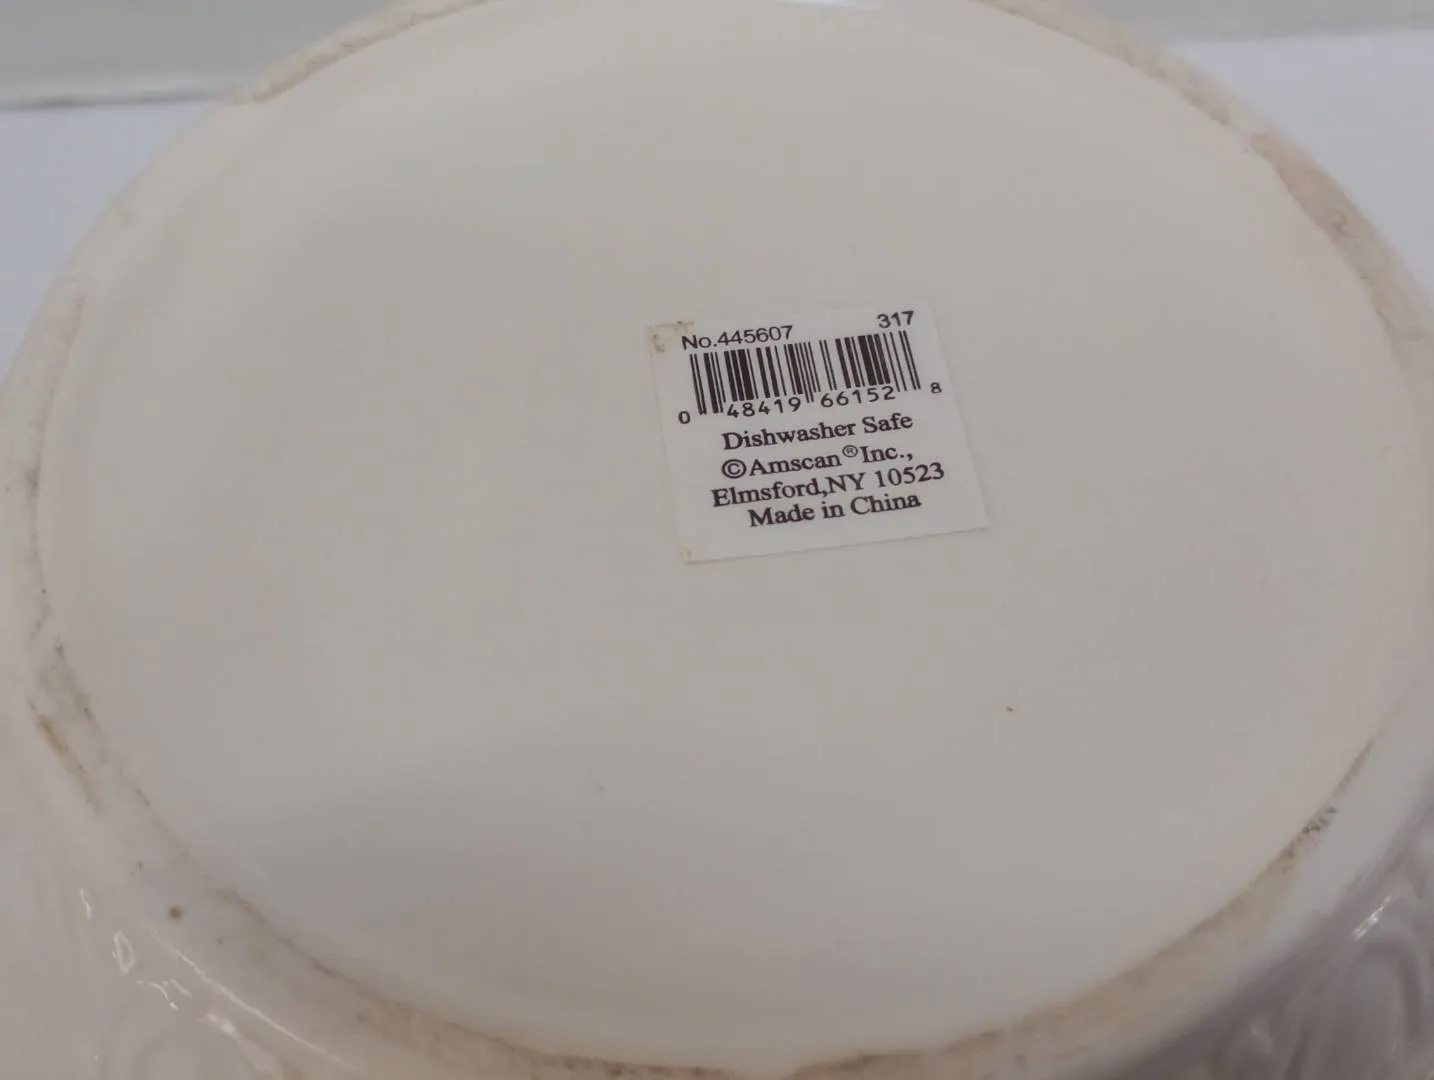 No.445607 317
0 48419 66152 8
Dishwasher Safe
©Amscan®Inc.,
Elmsford,NY 10523
Made in China